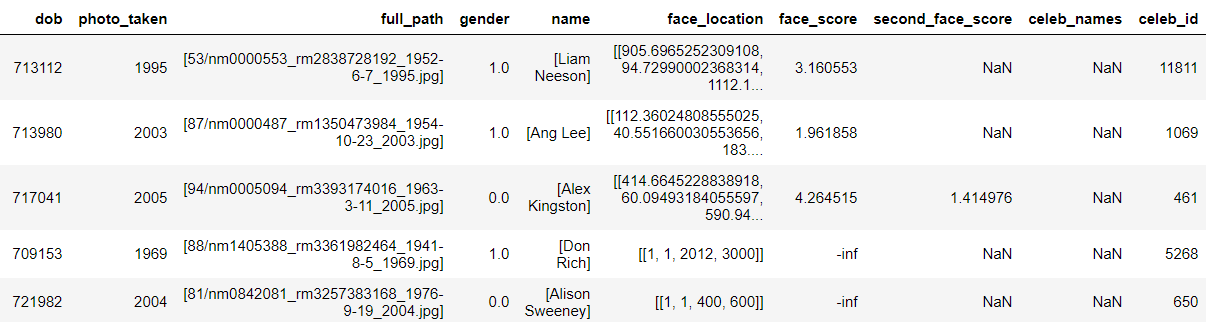 dob photo_taken full_path gender name face_location face_score second_face_score celeb_names celeb_id
713112 1995 [53/nm0000553_rm2838728192_1952-
6-7_1995.jpg] 1.0 [Liam
Neeson] [[905.6965252309108,
94.72990002368314,
1112.1... 3.160553 NaN NaN 11811
713980 2003 [87/nm0000487_rm1350473984_1954-
10-23_2003.jpg] 1.0 [Ang Lee] [[112.36024808555025,
40.551660030553656,
183.... 1.961858 NaN NaN 1069
717041 2005 [94/nm0005094_rm3393174016_1963-
3-11_2005.jpg] 0.0 [Alex
Kingston] [[414.6645228838918,
60.09493184055597,
590.94... 4.264515 1.414976 NaN 461
709153 1969 [88/nm1405388_rm3361982464_1941-
8-5_1969.jpg] 1.0 [Don
Rich] [[1, 1, 2012, 3000]] -inf NaN NaN 5268
721982 2004 [81/nm0842081_rm3257383168_1976-
9-19_2004.jpg] 0.0 [Alison
Sweeney] [[1, 1, 400, 600]] -inf NaN NaN 650